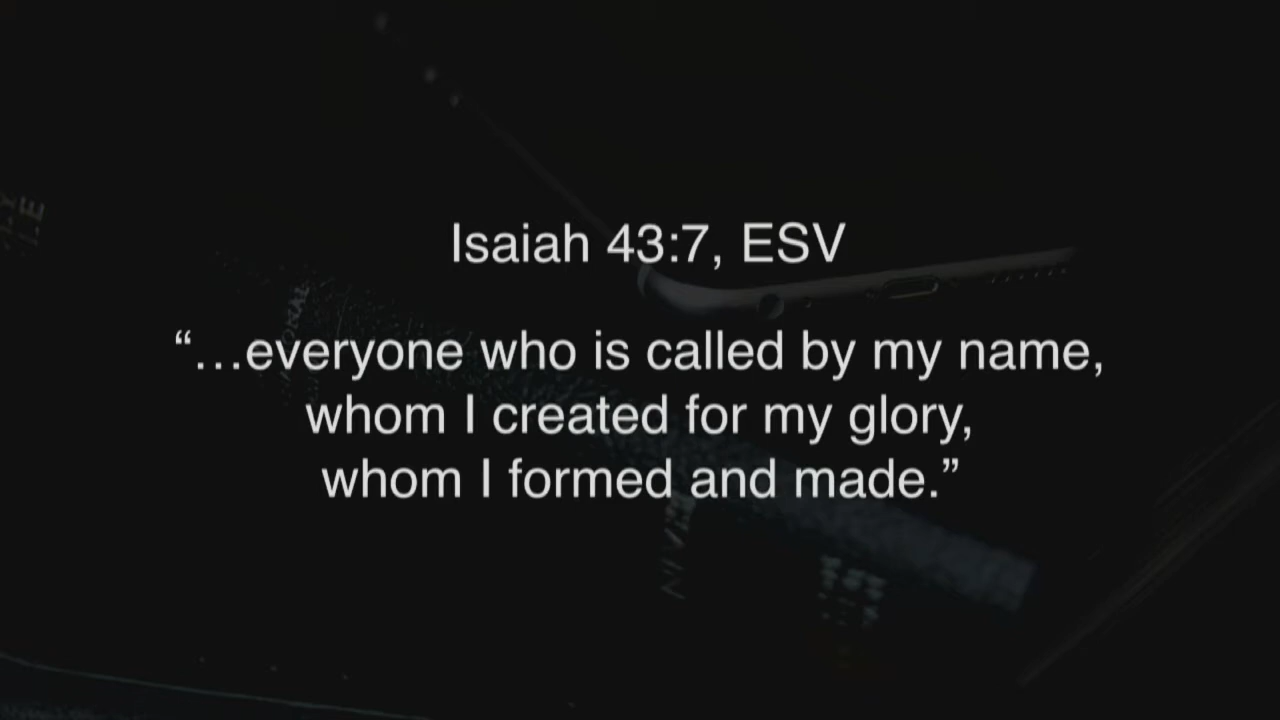 Isaiah 43:7, ESV
“…everyone who is called by my name,
whom I created for my glory,
whom I formed and made.”